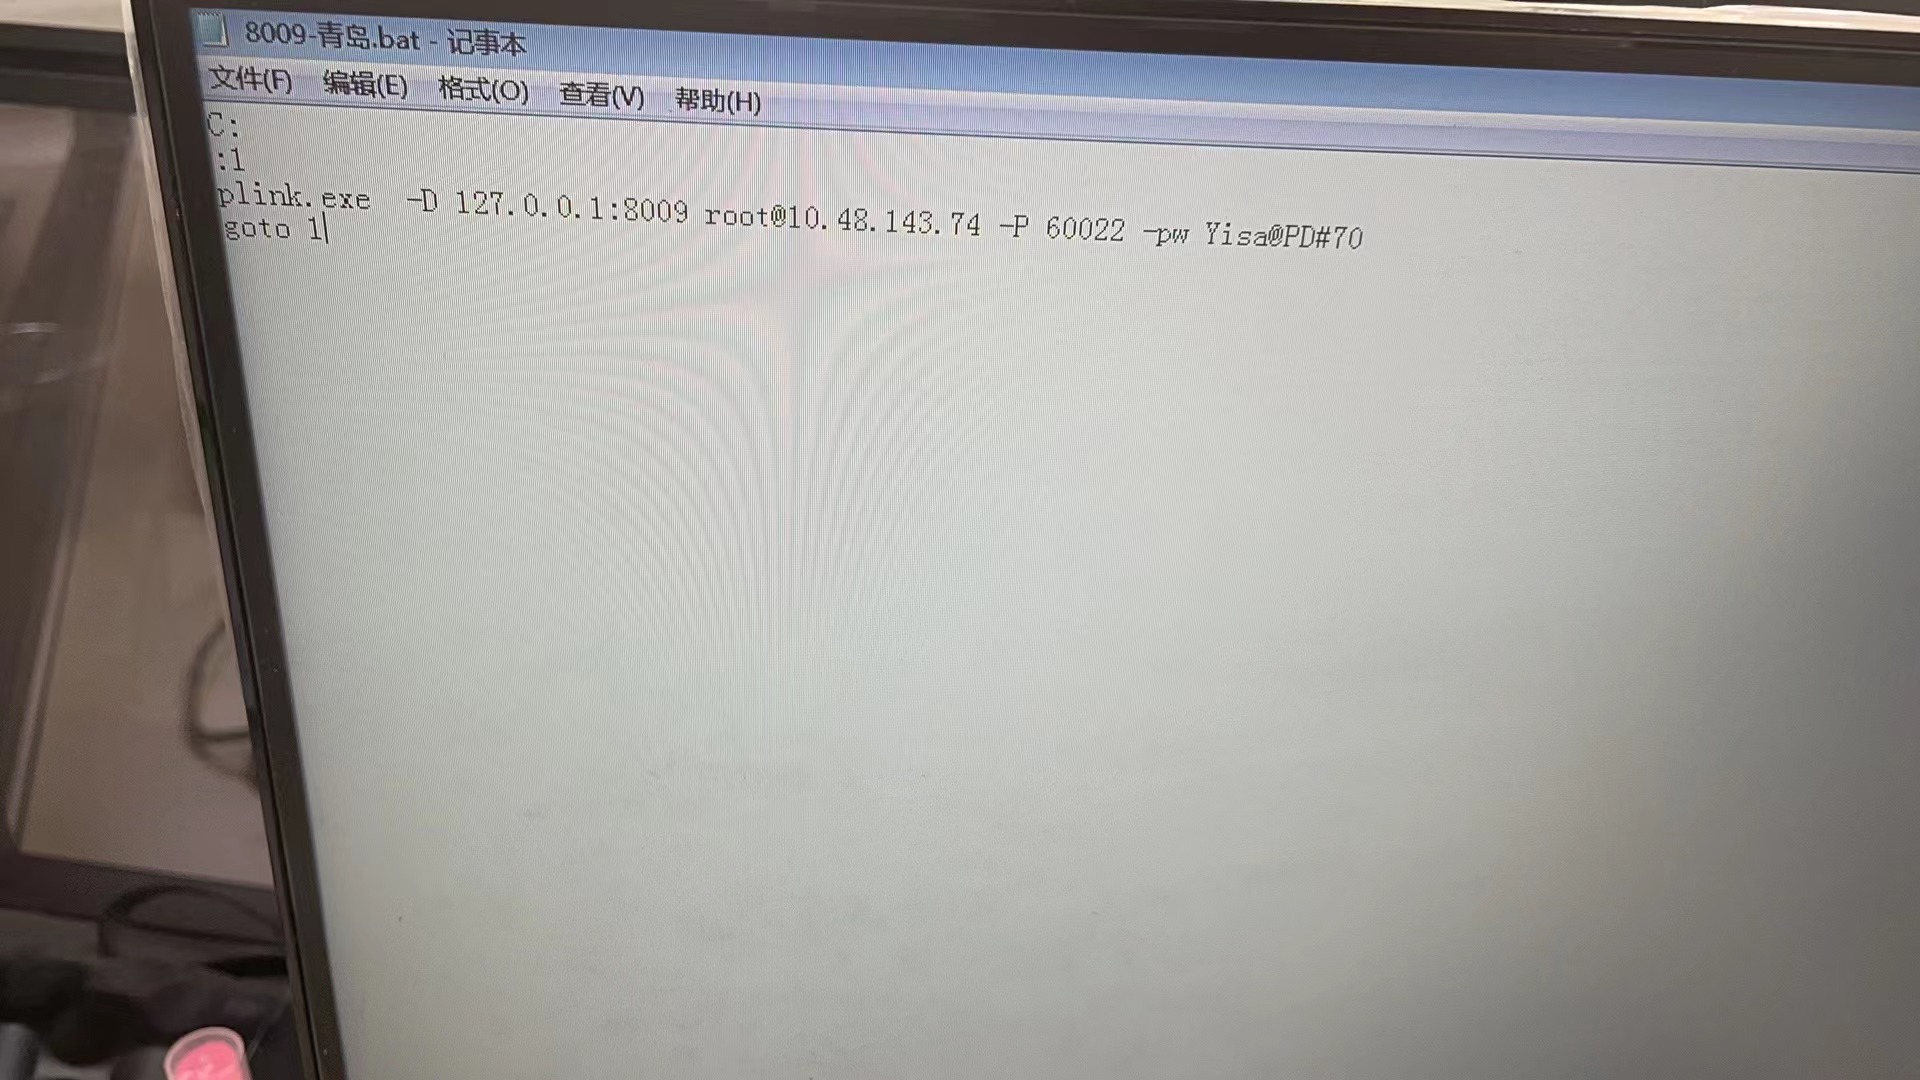 8009-青岛.bat - 记事本
文件(F) 编辑(E) 格式(O) 查看(V) 帮助(H)
C:
:1
plink.exe  -D 127.0.0.1:8009 root@10.48.143.74 -P 60022 -pw Yisa@PD#70
goto 1